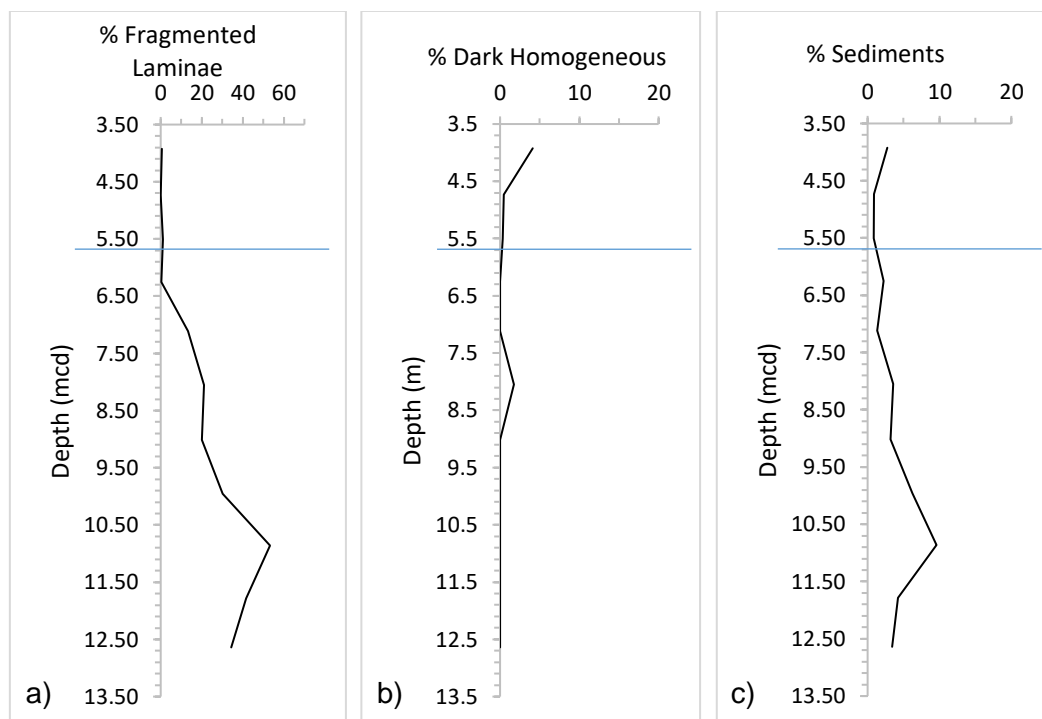 % Fragmented
Laminae
0 20 40 60
3.50
4.50
5.50
6.50
7.50
8.50
9.50
10.50
11.50
12.50
13.50
Depth (mcd)
a)
% Dark Homogeneous
0 10 20
3.5
4.5
5.5
6.5
7.5
8.5
9.5
10.5
11.5
12.5
13.5
Depth (m)
b)
% Sediments
0 10 20
3.50
4.50
5.50
6.50
7.50
8.50
9.50
10.50
11.50
12.50
13.50
Depth (mcd)
c)